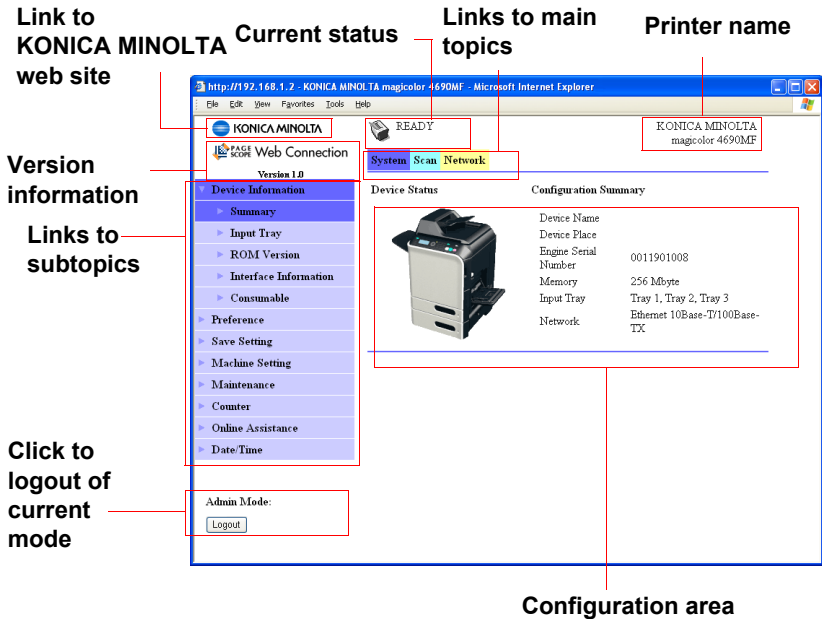 Link to
KONICA MINOLTA
web site
Current status
Links to main
topics
Printer name
http://192.168.1.2 - KONICA MINOLTA magicolor 4690MF - Microsoft Internet Explorer
File Edit View Favorites Tools Help
KONICA MINOLTA
READY
KONICA MINOLTA
magicolor 4690MF
PAGE SCOPE Web Connection
Version 1.0
System Scan Network
Version
information
Links to
subtopics
Device Information
Summary
Input Tray
ROM Version
Interface Information
Consumable
Preference
Save Setting
Machine Setting
Maintenance
Counter
Online Assistance
Date/Time
Device Status
Configuration Summary
Device Name
Device Place
Engine Serial
Number
0011901008
Memory 256 Mbyte
Input Tray Tray 1, Tray 2, Tray 3
Network Ethernet 10Base-T/100Base-
TX
Click to
logout of
current
mode
Admin Mode:
Logout
Configuration area